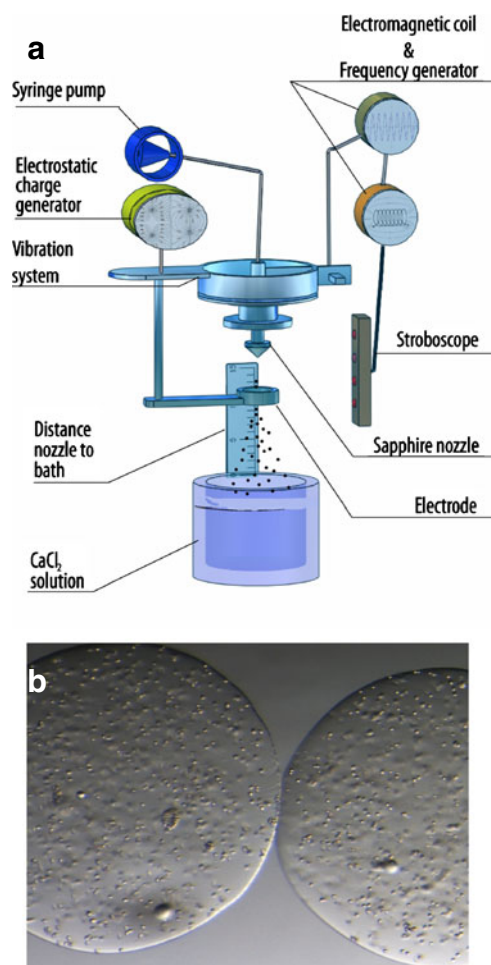 a
Electromagnetic coil
&
Frequency generator
Syringe pump
Electrostatic
charge
generator
Vibration
system
Stroboscope
Distance
nozzle to
bath
Sapphire nozzle
Electrode
CaCl₂
solution
b